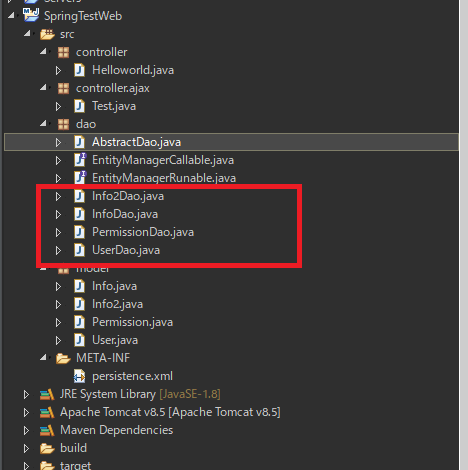 Servers
SpringTestWeb
src
controller
Helloworld.java
controller.ajax
Test.java
dao
AbstractDao.java
EntityManagerCallable.java
EntityManagerRunable.java
Info2Dao.java
InfoDao.java
PermissionDao.java
UserDao.java
model
Info.java
Info2.java
Permission.java
User.java
META-INF
persistence.xml
JRE System Library [JavaSE-1.8]
Apache Tomcat v8.5 [Apache Tomcat v8.5]
Maven Dependencies
build
target